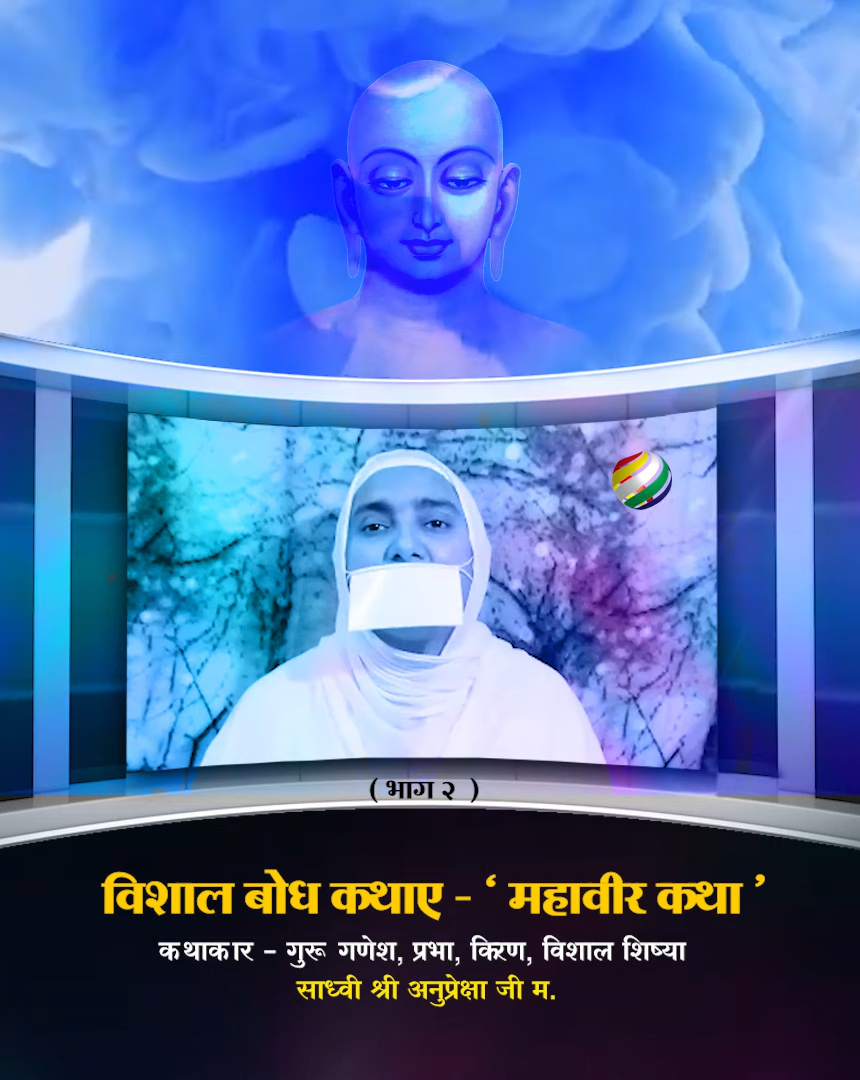 ( भाग २ )
विशाल बोध कथाए - ‘ महावीर कथा ’
कथाकार - गुरू गणेश, प्रभा, किरण, विशाल शिष्या
साध्वी श्री अनुप्रेक्षा जी म.